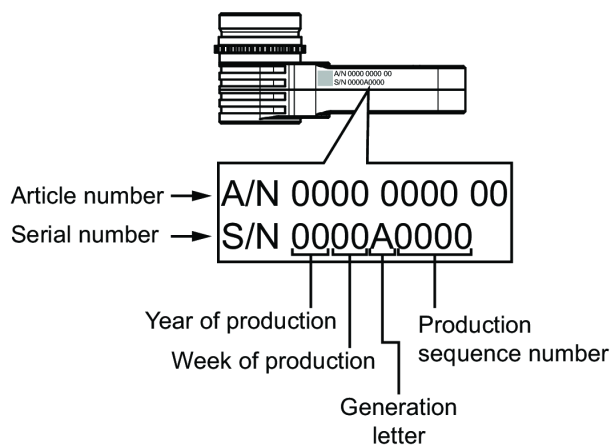 A/N 0000 0000 00
S/N 0000A0000
Article number
A/N 0000 0000 00
Serial number
S/N 0000A0000
Year of production
Week of production
Generation
letter
Production
sequence number